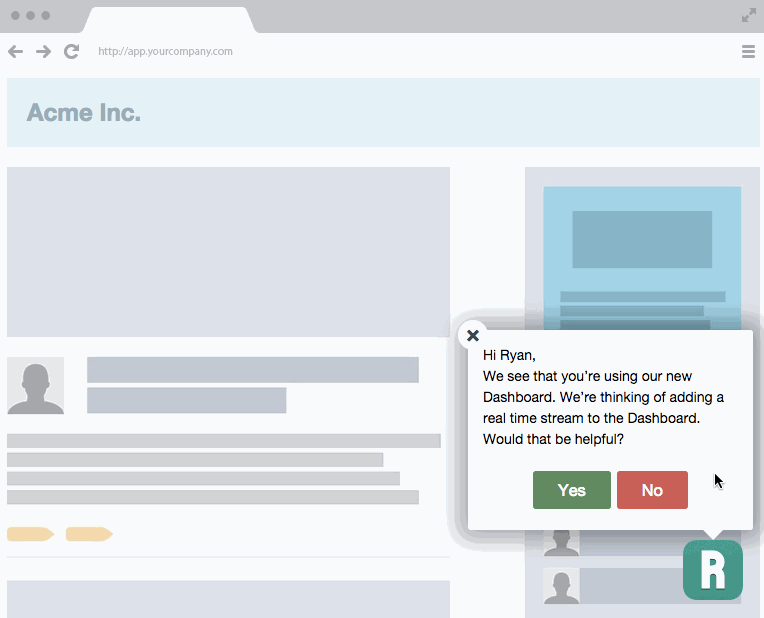 http://app.yourcompany.com
Acme Inc.
Hi Ryan,
We see that you’re using our new
Dashboard. We’re thinking of adding a
real time stream to the Dashboard.
Would that be helpful?
Yes No
R